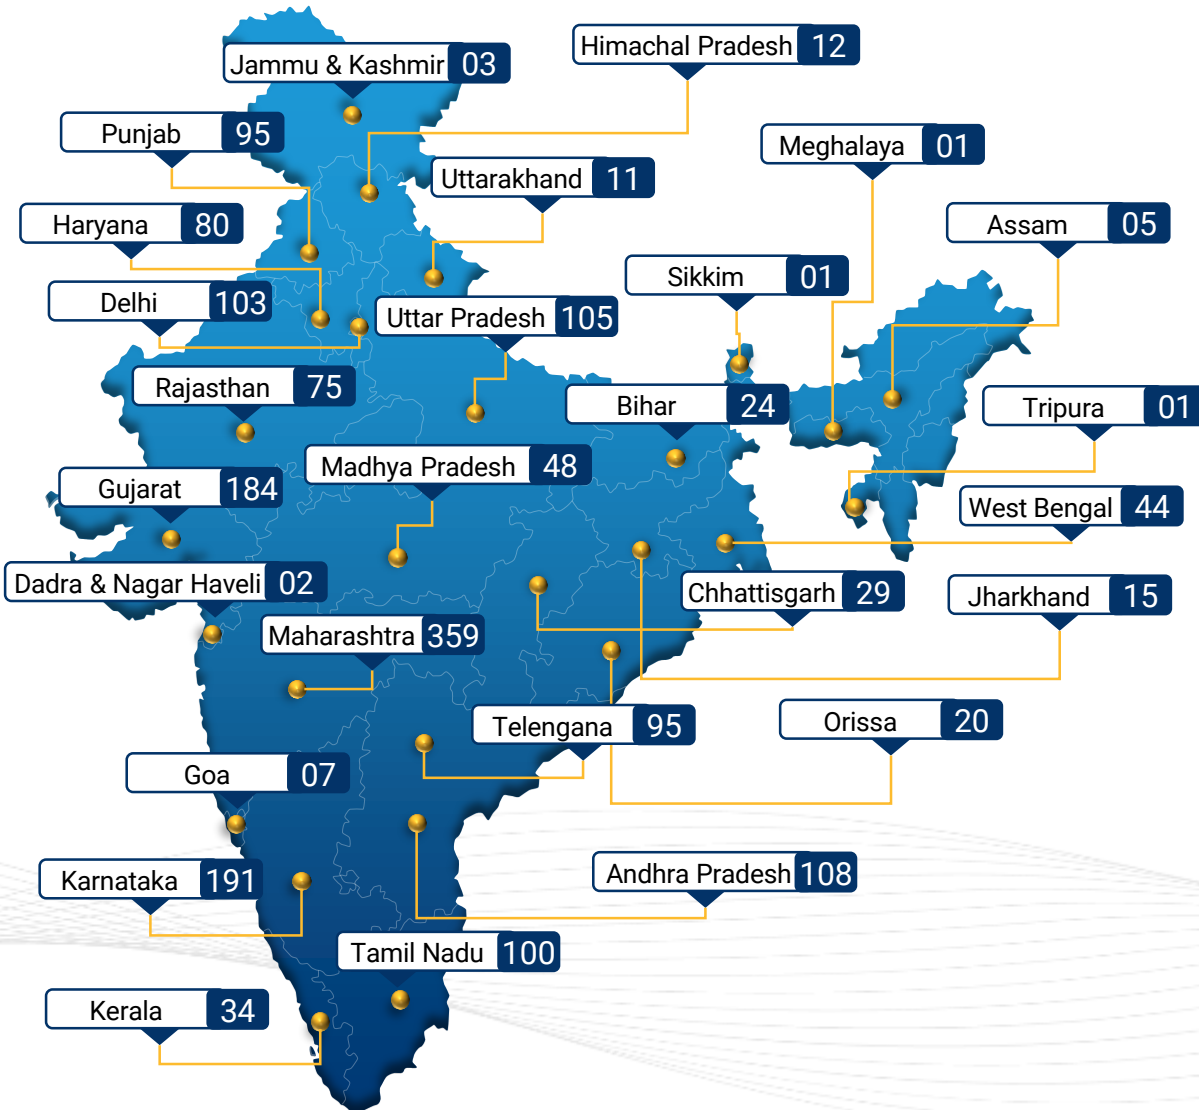 Himachal Pradesh 12
Jammu & Kashmir 03
Punjab 95
Meghalaya 01
Uttarakhand 11
Haryana 80
Assam 05
Sikkim 01
Delhi 103
Uttar Pradesh 105
Rajasthan 75
Bihar 24
Tripura 01
Madhya Pradesh 48
Gujarat 184
West Bengal 44
Dadra & Nagar Haveli 02
Chhattisgarh 29
Jharkhand 15
Maharashtra 359
Telengana 95
Orissa 20
Goa 07
Andhra Pradesh 108
Karnataka 191
Tamil Nadu 100
Kerala 34